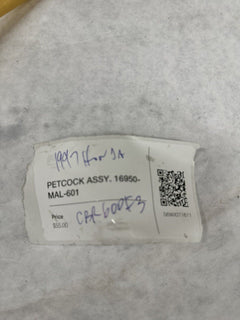 1997 Honda
PETCOCK ASSY. 16950-
MAL-601
Price
$55.00
CBR600F3